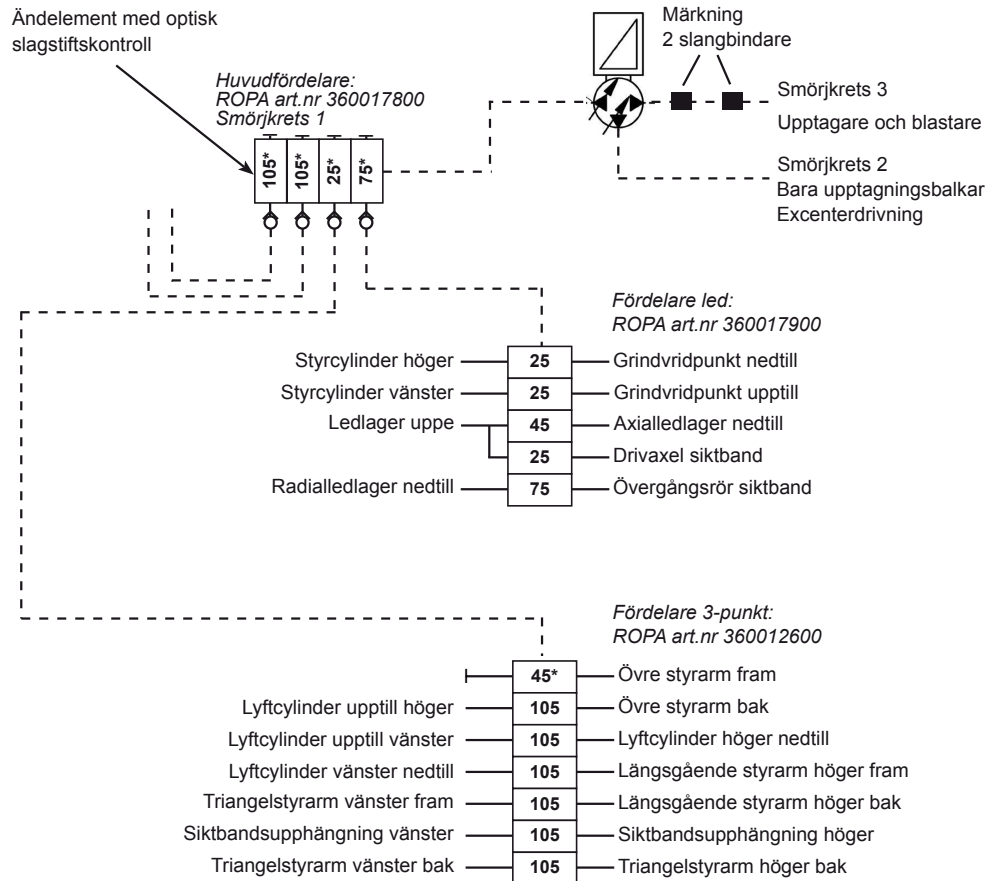 Ändelement med optisk
slagstiftskontroll
Huvudfördelare:
ROPA art.nr 360017800
Smörjkrets 1
105*
105*
25*
75*
Märkning
2 slangbindare
Smörjkrets 3
Upptagare och blastare
Smörjkrets 2
Bara upptagningsbalkar
Excenterdrivning
Fördelare led:
ROPA art.nr 360017900
Styrcylinder höger 25 Grindvridpunkt nedtill
Styrcylinder vänster 25 Grindvridpunkt upptill
Ledlager uppe 45 Axialledlager nedtill
25 Drivaxel siktband
Radialledlager nedtill 75 Övergångsrör siktband
Fördelare 3-punkt:
ROPA art.nr 360012600
45* Övre styrarm fram
Lyftcylinder upptill höger 105 Övre styrarm bak
Lyftcylinder upptill vänster 105 Lyftcylinder höger nedtill
Lyftcylinder vänster nedtill 105 Längsgående styrarm höger fram
Triangelstyrarm vänster fram 105 Längsgående styrarm höger bak
Siktbandsupphängning vänster 105 Siktbandsupphängning höger
Triangelstyrarm vänster bak 105 Triangelstyrarm höger bak